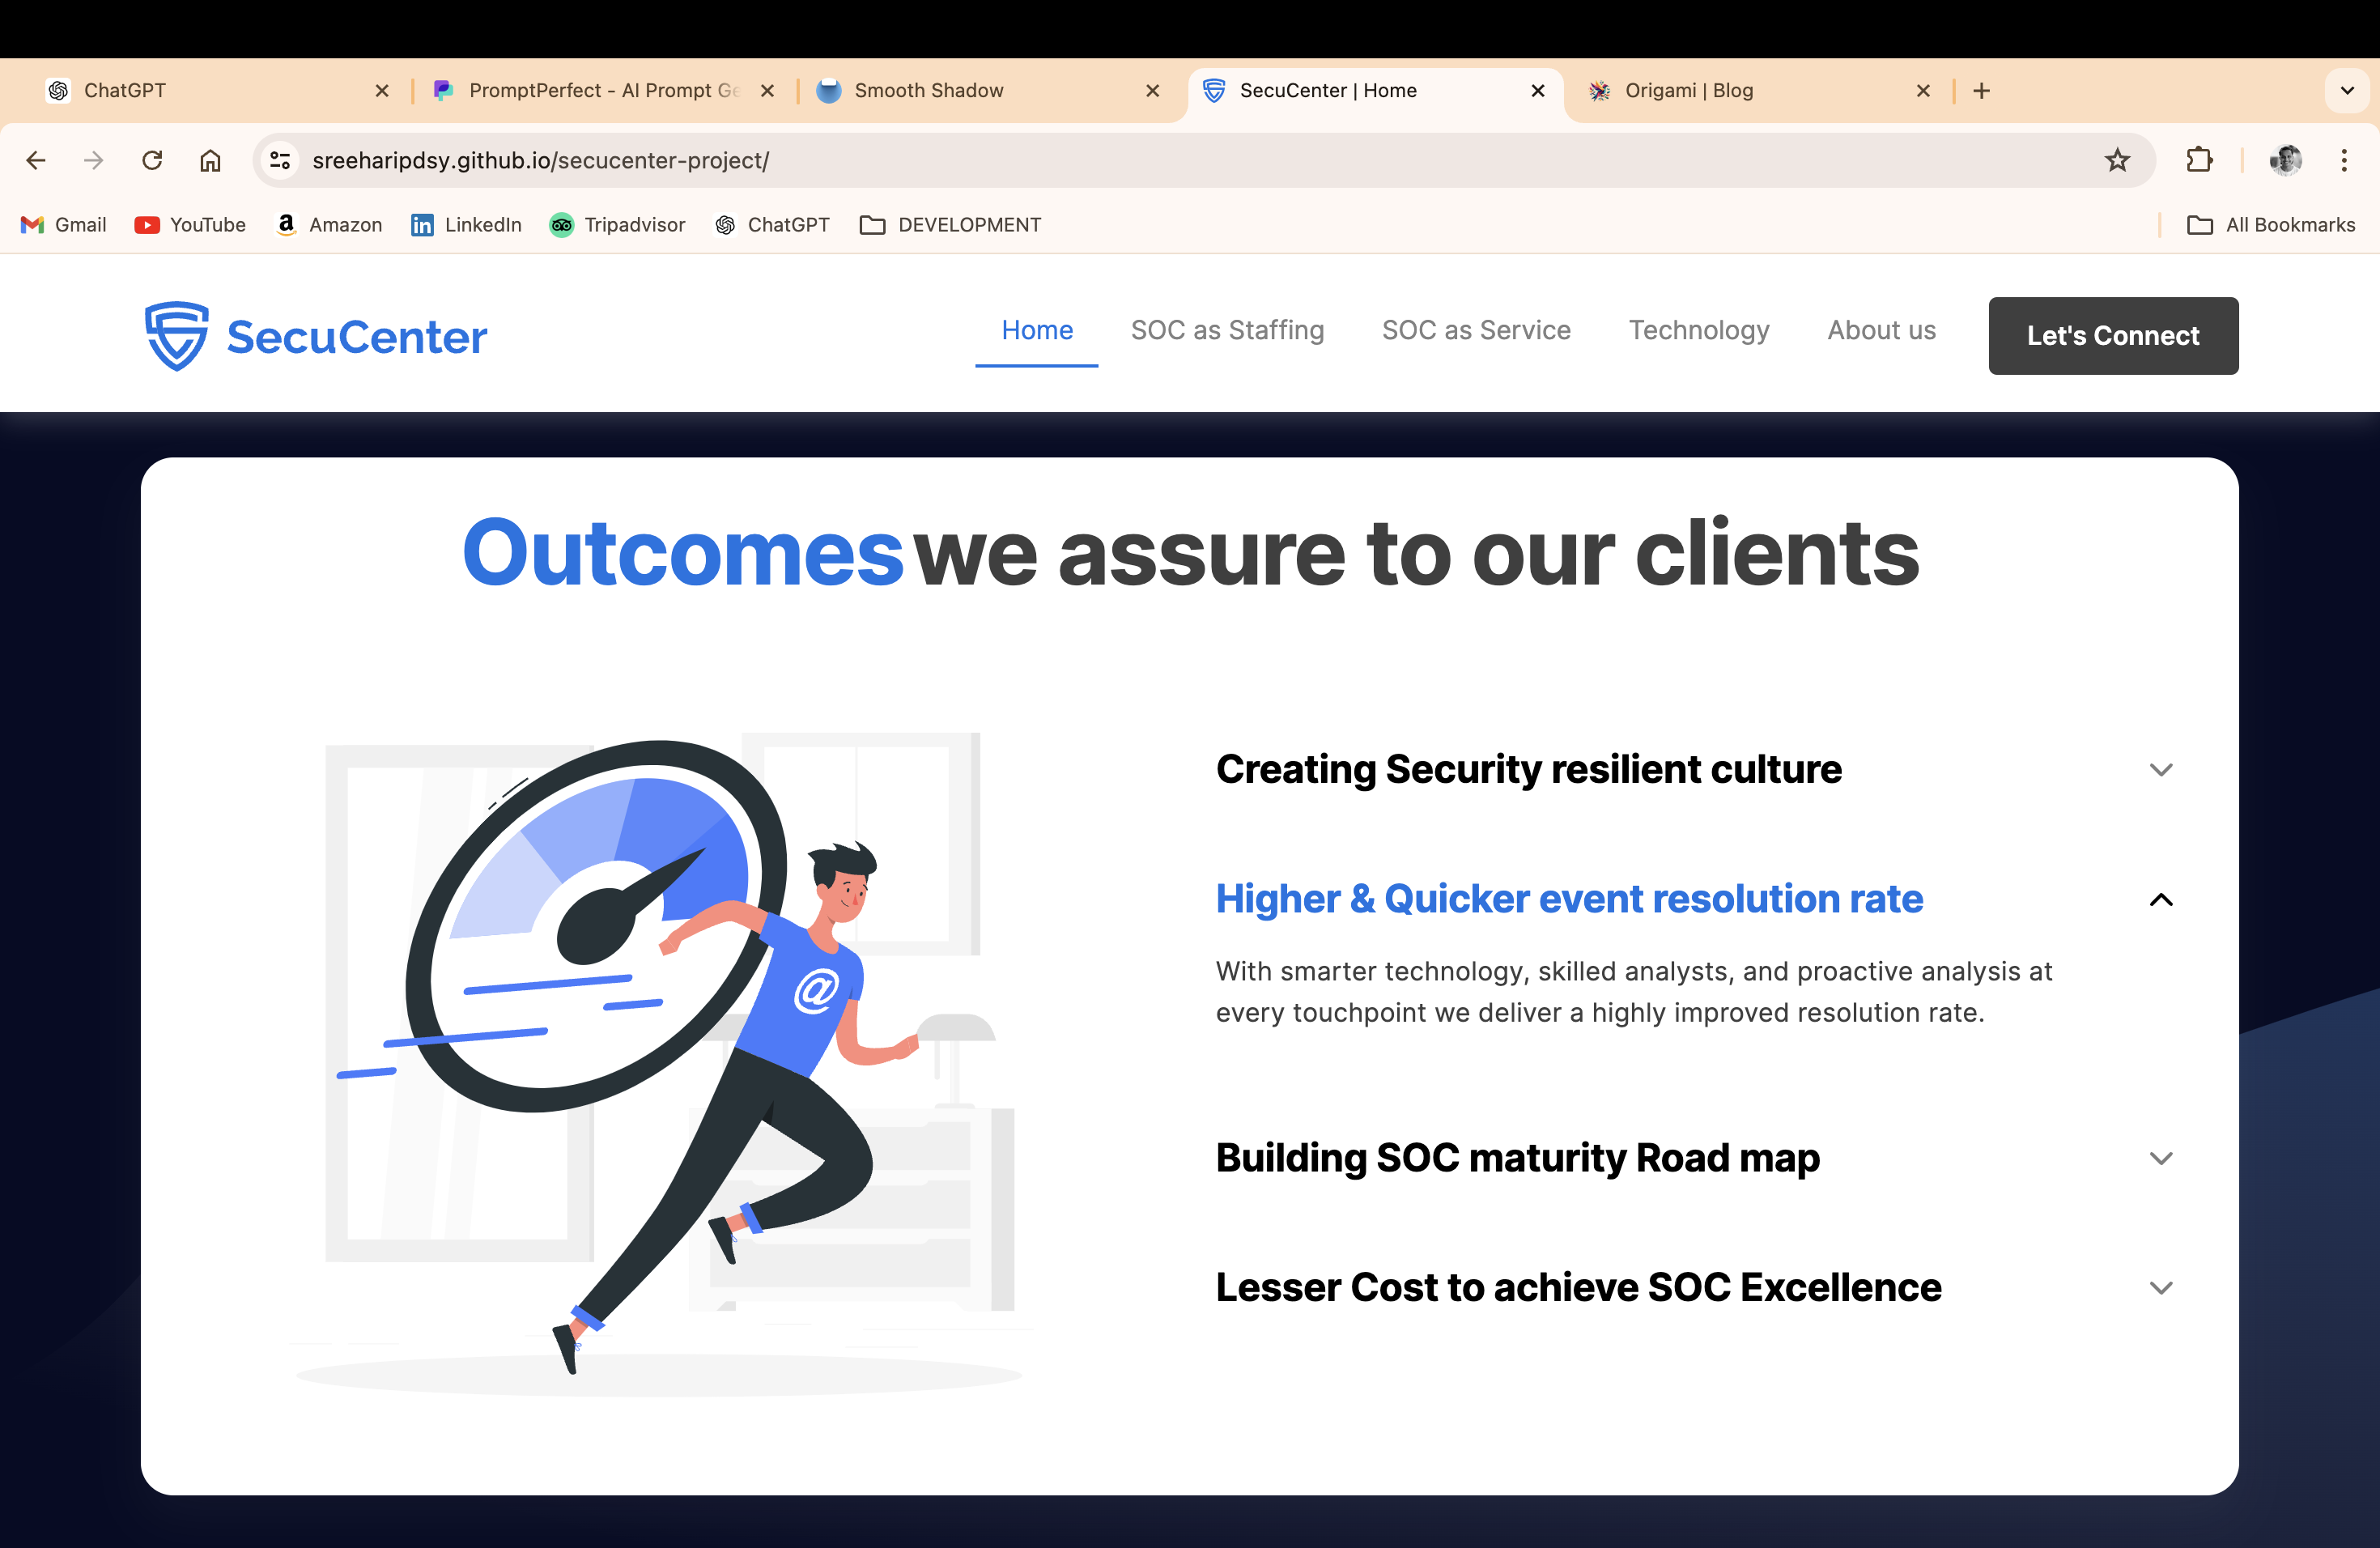 ChatGPT
PromptPerfect - AI Prompt Ge
Smooth Shadow
SecuCenter | Home
Origami | Blog
sreeharipdsy.github.io/secucenter-project/
Gmail
YouTube
Amazon
LinkedIn
Tripadvisor
ChatGPT
DEVELOPMENT
All Bookmarks
SecuCenter
Home
SOC as Staffing
SOC as Service
Technology
About us
Let's Connect
Outcomes we assure to our clients
@
Creating Security resilient culture
Higher & Quicker event resolution rate
With smarter technology, skilled analysts, and proactive analysis at
every touchpoint we deliver a highly improved resolution rate.
Building SOC maturity Road map
Lesser Cost to achieve SOC Excellence